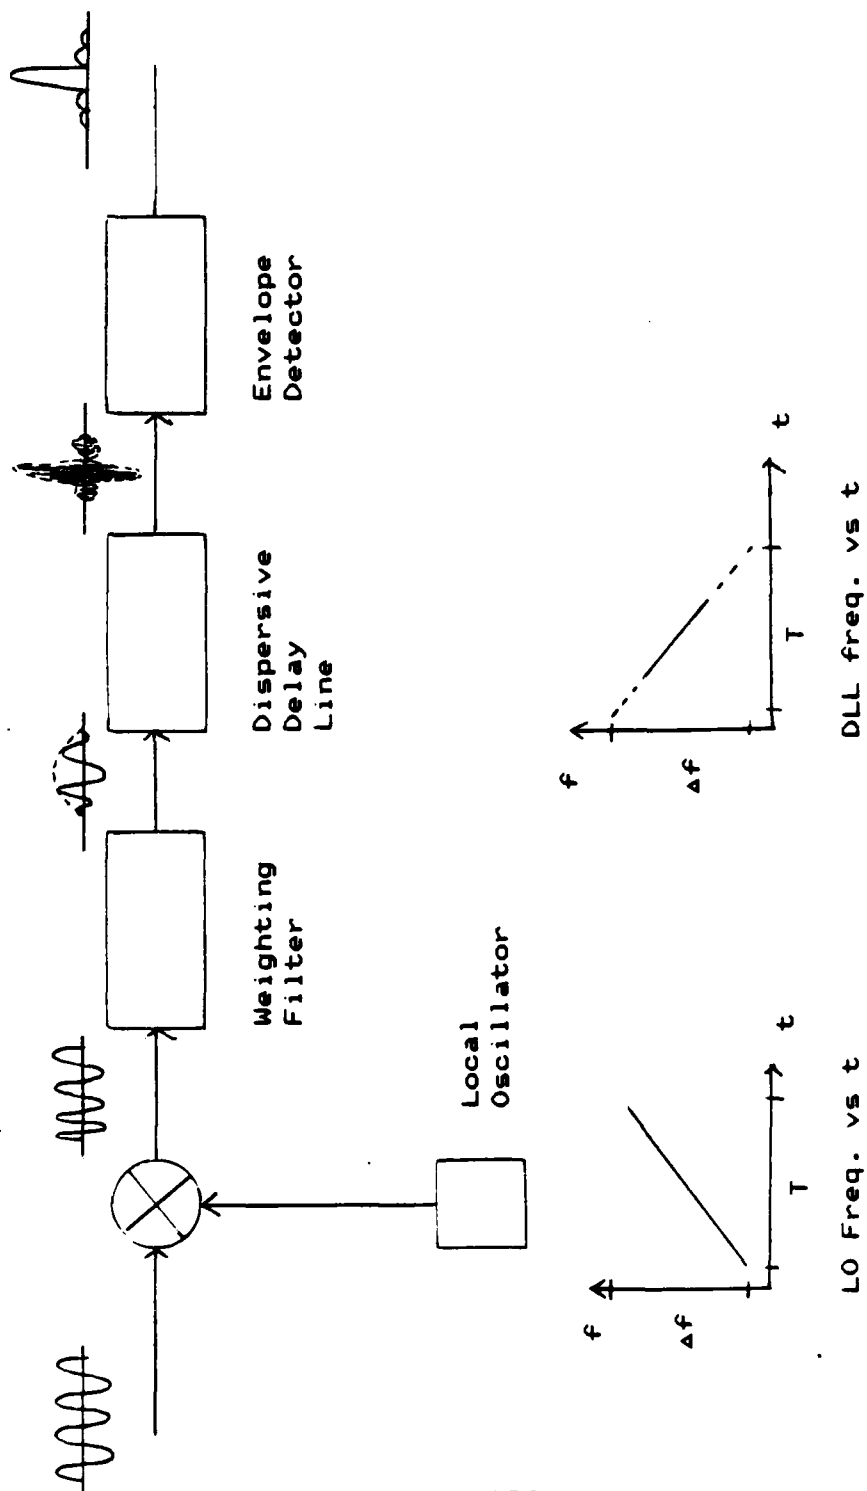 Weighting
Filter
Dispersive
Delay
Line
Envelope
Detector
Local
Oscillator
f
Δf
T
t
LO Freq. vs t
f
Δf
T
t
DLL freq. vs t